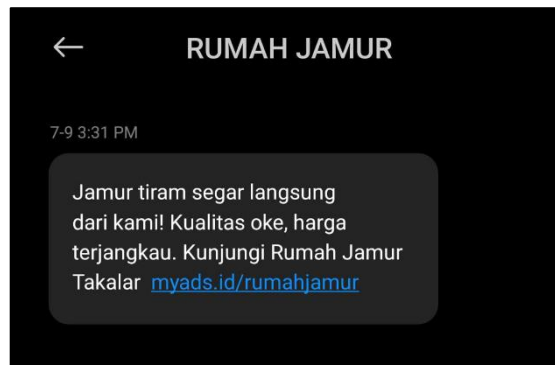 RUMAH JAMUR
7-9 3:31 PM
Jamur tiram segar langsung
dari kami! Kualitas oke, harga
terjangkau. Kunjungi Rumah Jamur
Takalar myads.id/rumahjamur